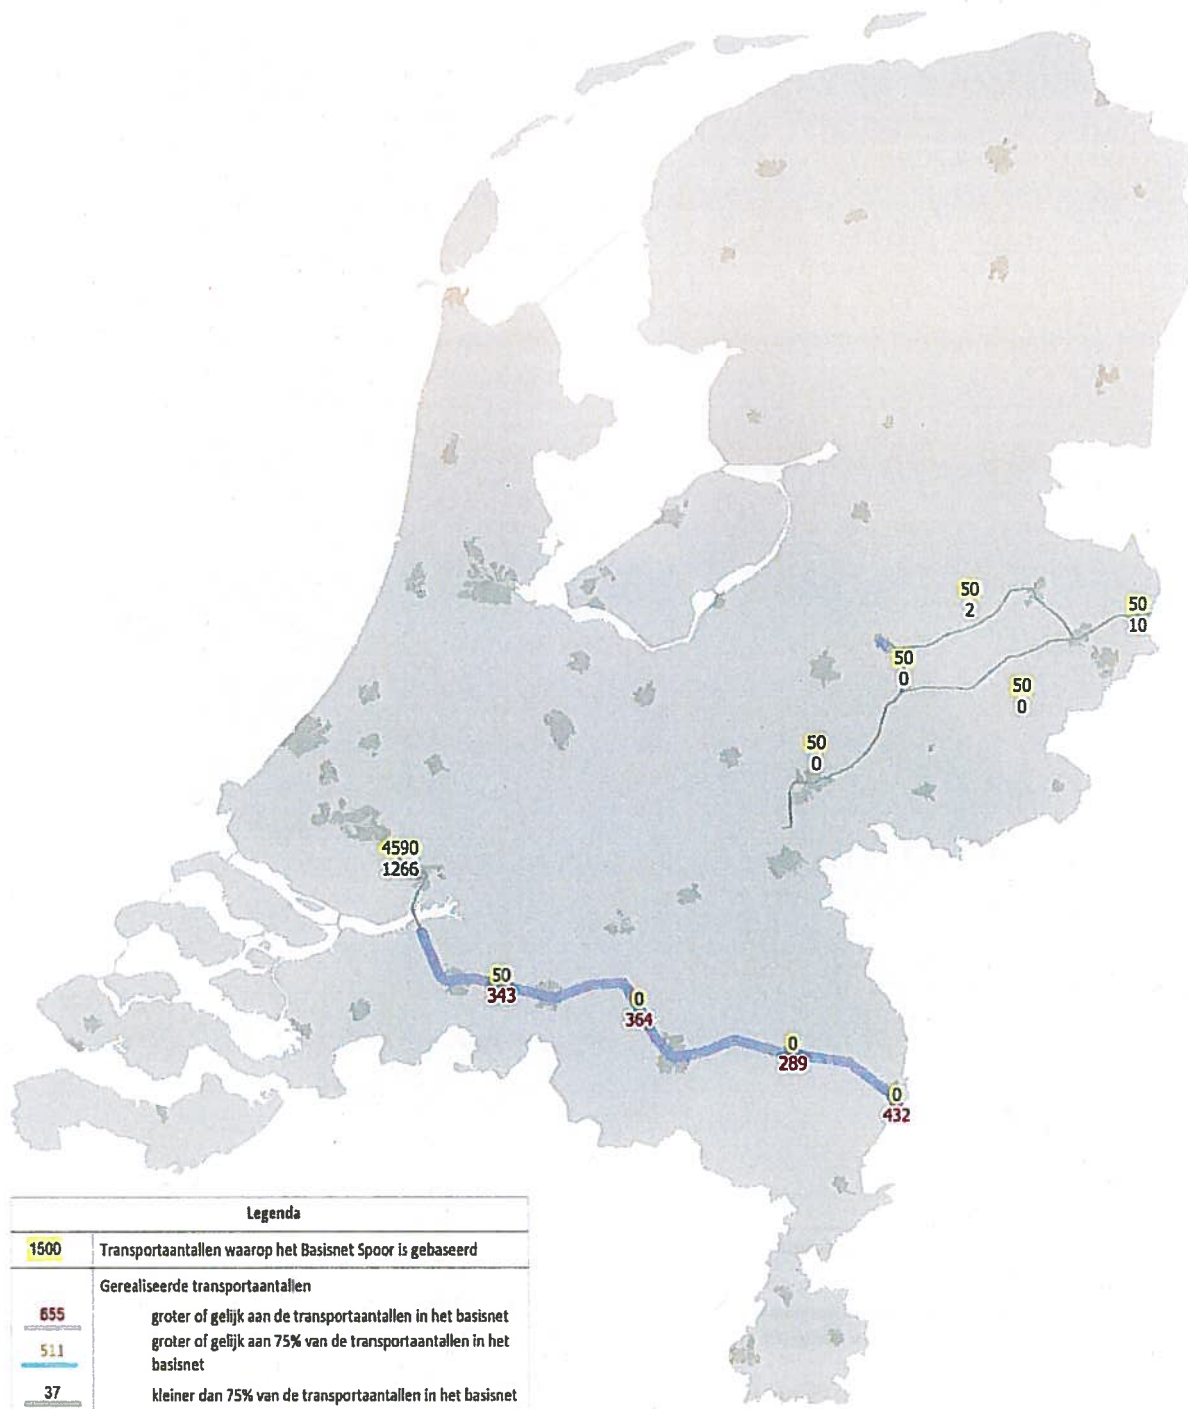 50
2
50
10
50
0
50
0
50
0
4590
1266
50
343
0
364
0
289
0
432
Legenda
1500 Transportaantallen waarop het Basisnet Spoor is gebaseerd
Gerealiseerde transportaantallen
655 groter of gelijk aan de transportaantallen in het basisnet
511 groter of gelijk aan 75% van de transportaantallen in het
basisnet
37 kleiner dan 75% van de transportaantallen in het basisnet